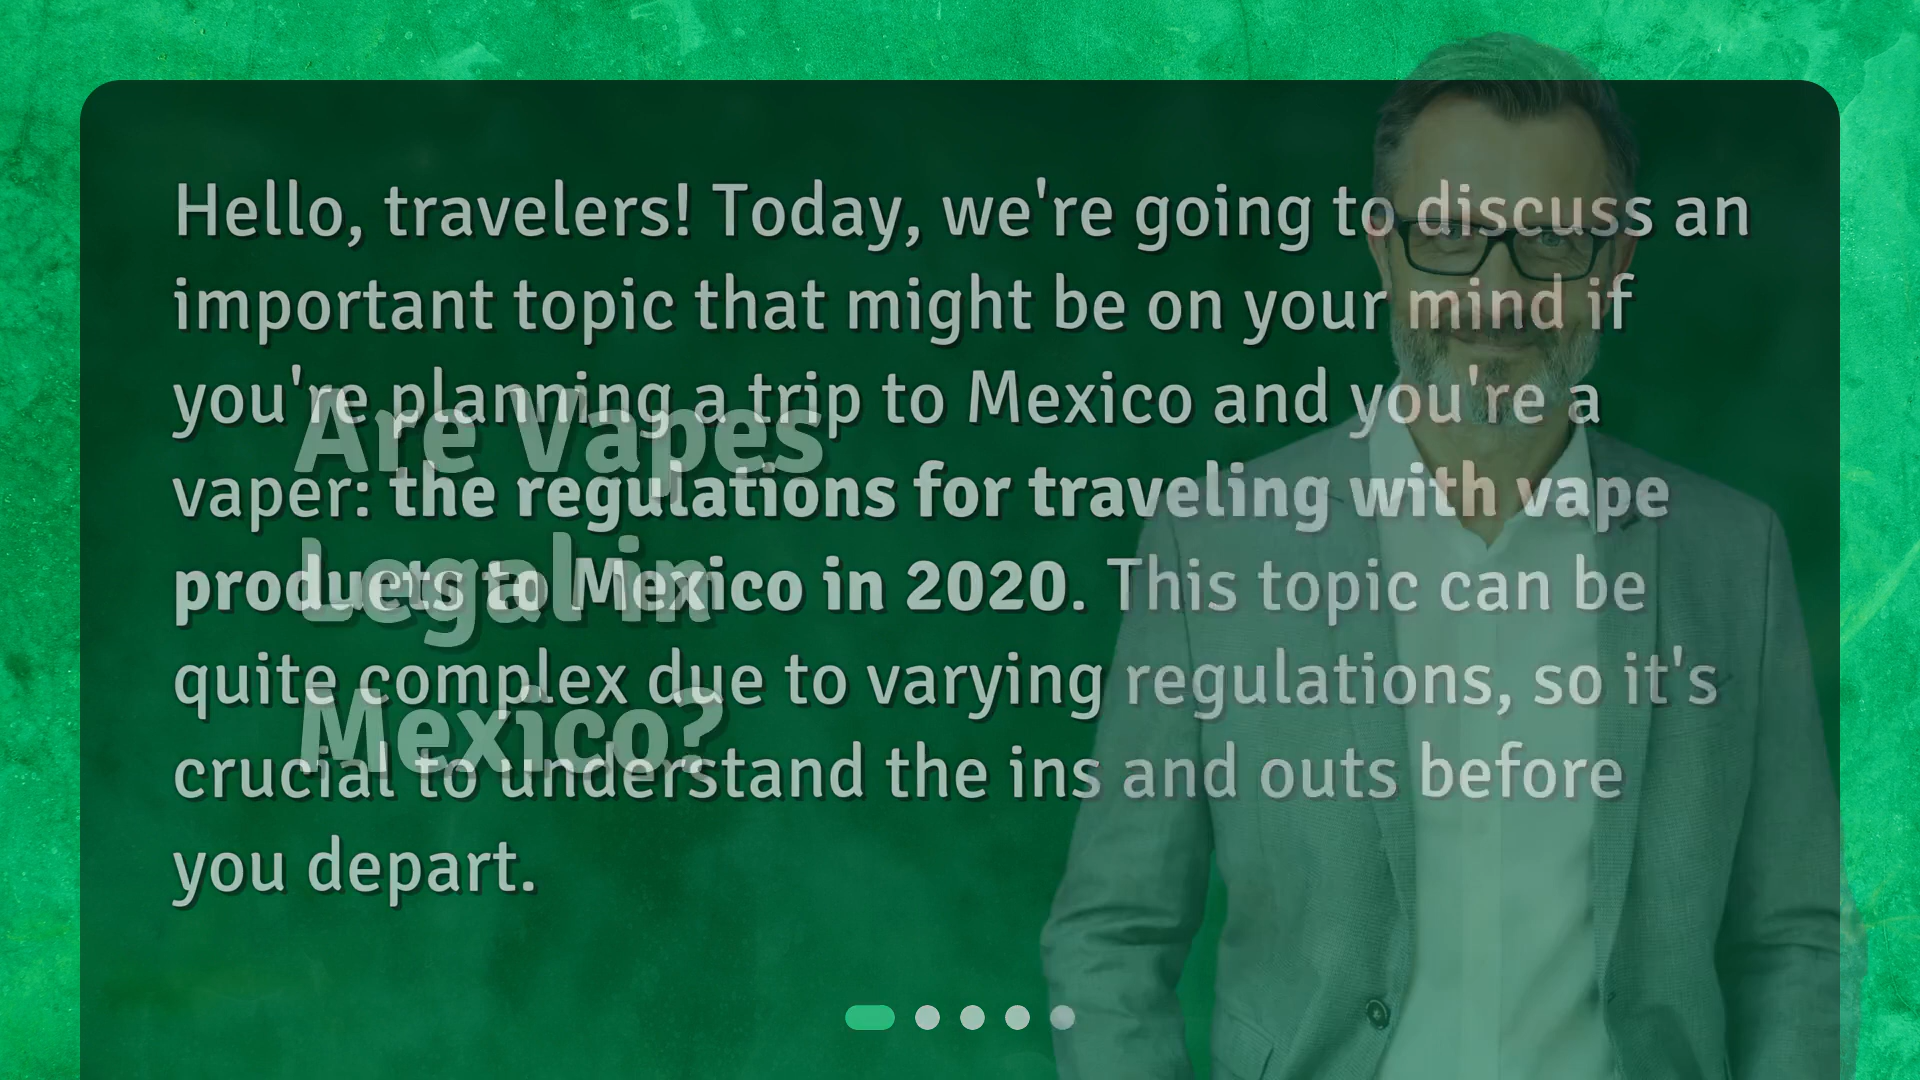 Hello, travelers! Today, we're going to discuss an
important topic that might be on your mind if
you're planning a trip to Mexico and you're a
vaper: the regulations for traveling with vape
products to Mexico in 2020. This topic can be
quite complex due to varying regulations, so it's
crucial to understand the ins and outs before
you depart.
Are Vapes
Legal in
Mexico?